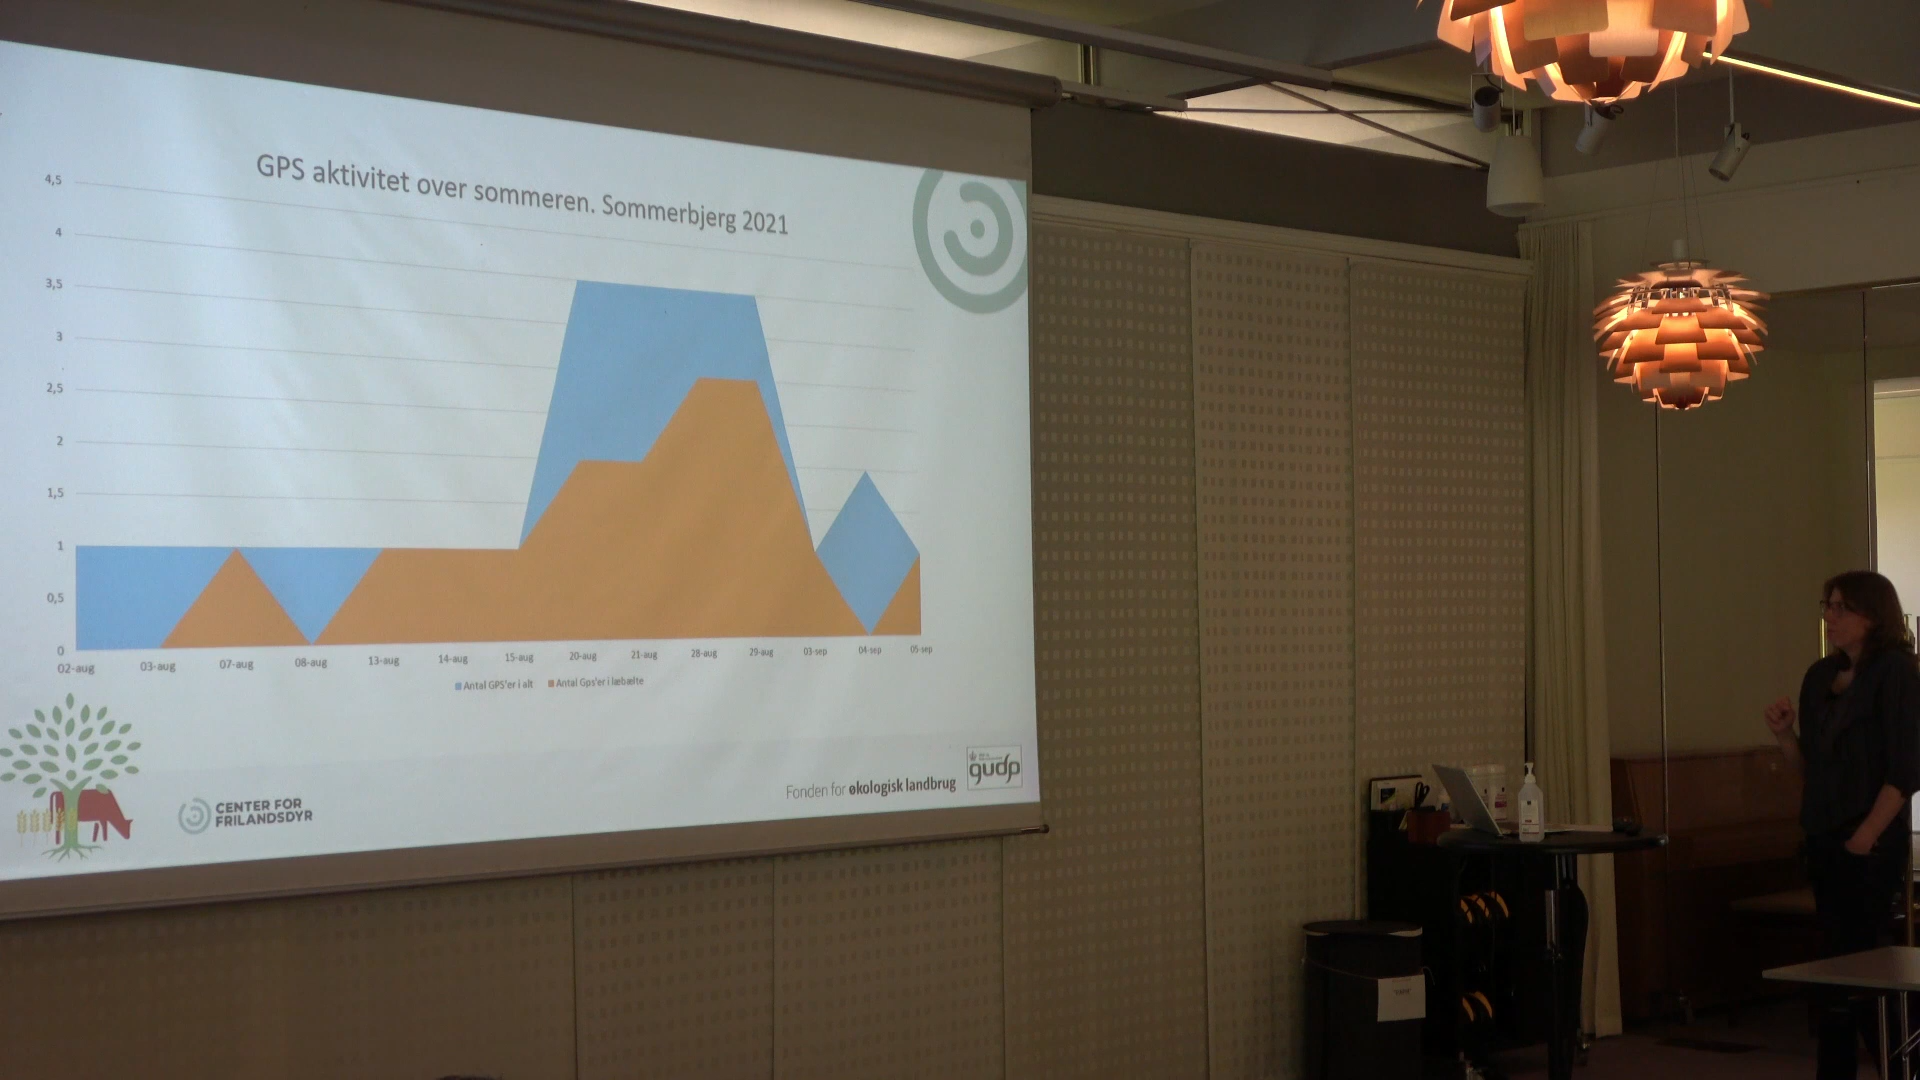 GPS aktivitet over sommeren. Sommerbjerg 2021
4,5
4
3,5
3
2,5
2
1,5
1
0,5
0
02-aug 03-aug 07-aug 08-aug 13-aug 14-aug 15-aug 20-aug 21-aug 28-aug 29-aug 03-sep 04-sep 05-sep
Antal GPS'er i alt Antal Gps'er i læbælte
CENTER FOR
FRILANDSDYR
Fonden for økologisk landbrug
gudp